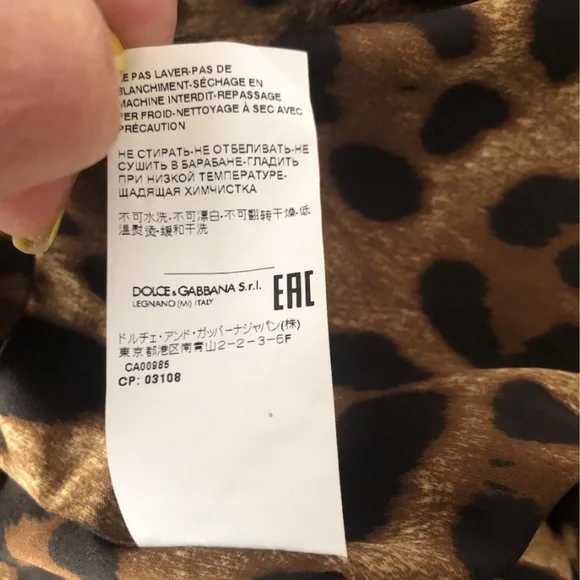 NE PAS LAVER-PAS DE
BLANCHIMENT-SÉCHAGE EN
MACHINE INTERDIT-REPASSAGE
FER FROID-NETTOYAGE À SEC AVEC
PRÉCAUTION
НЕ СТИРАТЬ-НЕ ОТБЕЛИВАТЬ-НЕ
СУШИТЬ В БАРАБАНЕ-ГЛАДИТЬ
ПРИ НИЗКОЙ ТЕМПЕРАТУРЕ-
ЩАДЯЩАЯ ХИМЧИСТКА
不可水洗-不可漂白-不可翻转干燥-低
温熨烫-缓和干洗
DOLCE & GABBANA S.r.l.
LEGNANO (MI) ITALY
EAC
ドルチェ・アンド・ガッバーナジャパン(株)
東京都港区南青山2-2-3-6F
CA00985
CP: 03108